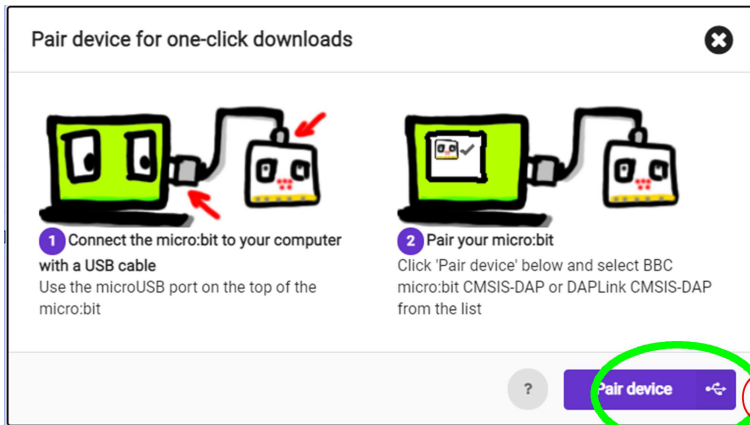 Pair device for one-click downloads
1 Connect the micro:bit to your computer
with a USB cable
Use the microUSB port on the top of the
micro:bit
2 Pair your micro:bit
Click 'Pair device' below and select BBC
micro:bit CMSIS-DAP or DAPLink CMSIS-DAP
from the list
?
Pair device